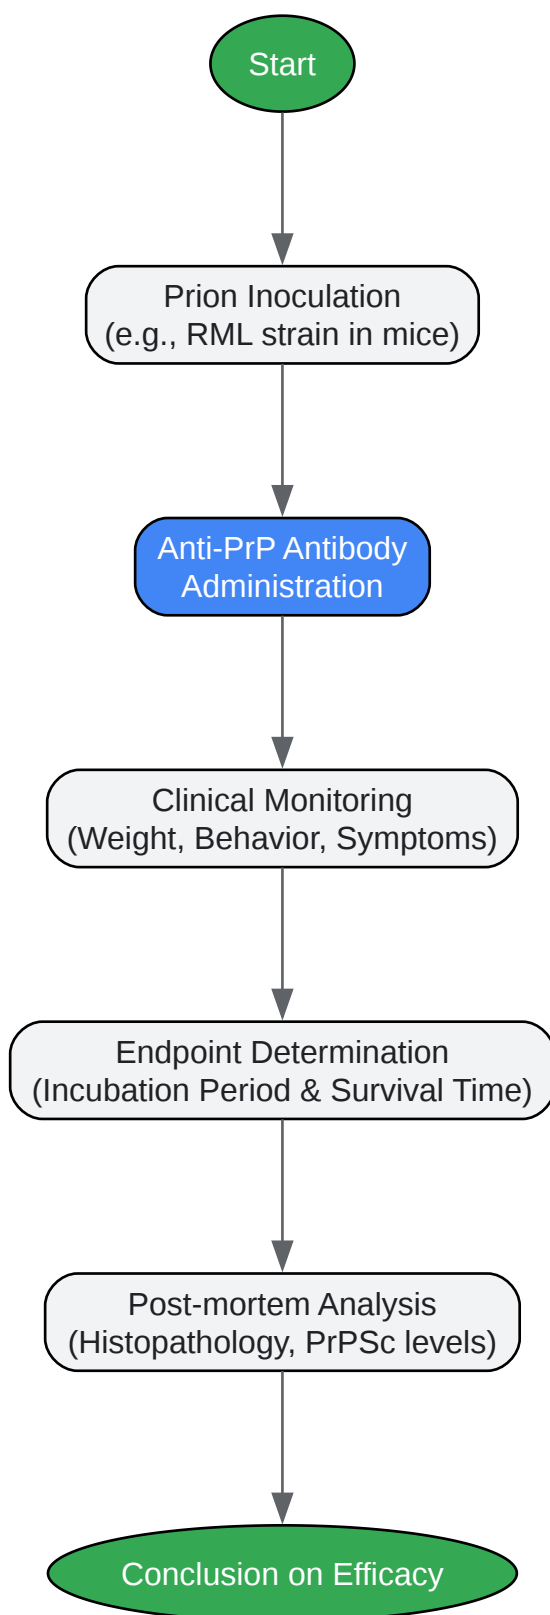 Start
Prion Inoculation
(e.g., RML strain in mice)
Anti-PrP Antibody
Administration
Clinical Monitoring
(Weight, Behavior, Symptoms)
Endpoint Determination
(Incubation Period & Survival Time)
Post-mortem Analysis
(Histopathology, PrPSc levels)
Conclusion on Efficacy